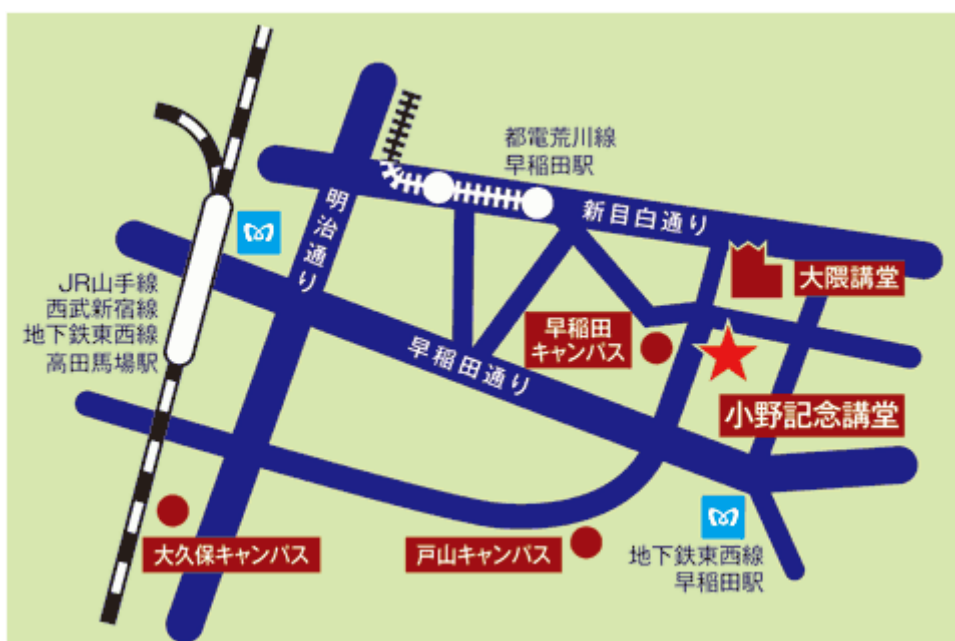 都電荒川線
早稲田駅
新目白通り
明治通り
大隈講堂
JR山手線
西武新宿線
地下鉄東西線
高田馬場駅
早稲田
キャンパス
早稲田通り
小野記念講堂
大久保キャンパス
戸山キャンパス
地下鉄東西線
早稲田駅